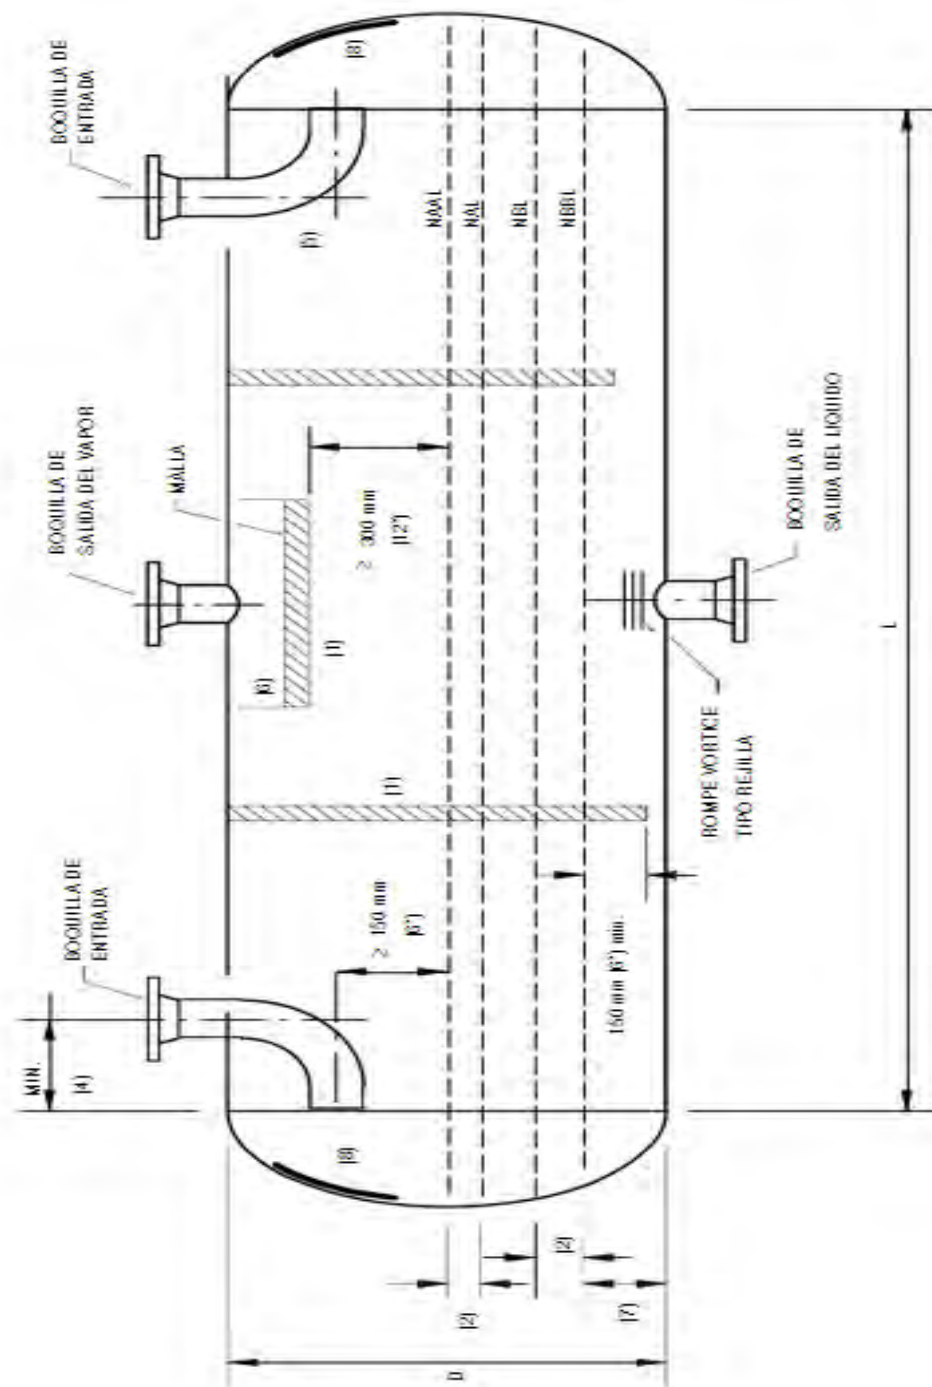 BOQUILLA DE
ENTRADA
MIN.
(4)
BOQUILLA DE
SALIDA DEL VAPOR
MALLA
BOQUILLA DE
ENTRADA
(8)
≥ 150 mm
(6")
(1)
(6)
≥ 300 mm
(12")
(5)
(8)
NAAL
NAL
NBL
NBBL
D
(2)
(2)
(7)
150 mm (6") min.
ROMPE VORTICE
TIPO REJILLA
BOQUILLA DE
SALIDA DEL LIQUIDO
L